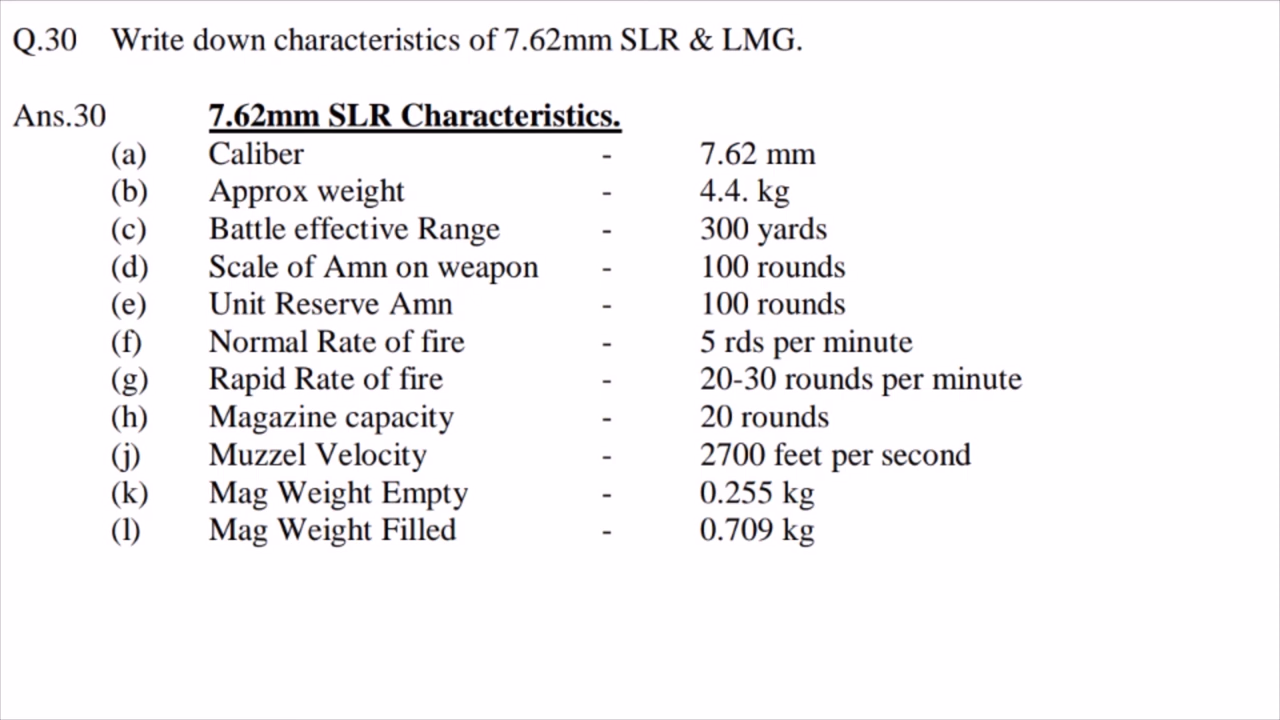 Q.30 Write down characteristics of 7.62mm SLR & LMG.
Ans.30 7.62mm SLR Characteristics.
(a) Caliber - 7.62 mm
(b) Approx weight - 4.4. kg
(c) Battle effective Range - 300 yards
(d) Scale of Amn on weapon - 100 rounds
(e) Unit Reserve Amn - 100 rounds
(f) Normal Rate of fire - 5 rds per minute
(g) Rapid Rate of fire - 20-30 rounds per minute
(h) Magazine capacity - 20 rounds
(j) Muzzel Velocity - 2700 feet per second
(k) Mag Weight Empty - 0.255 kg
(l) Mag Weight Filled - 0.709 kg